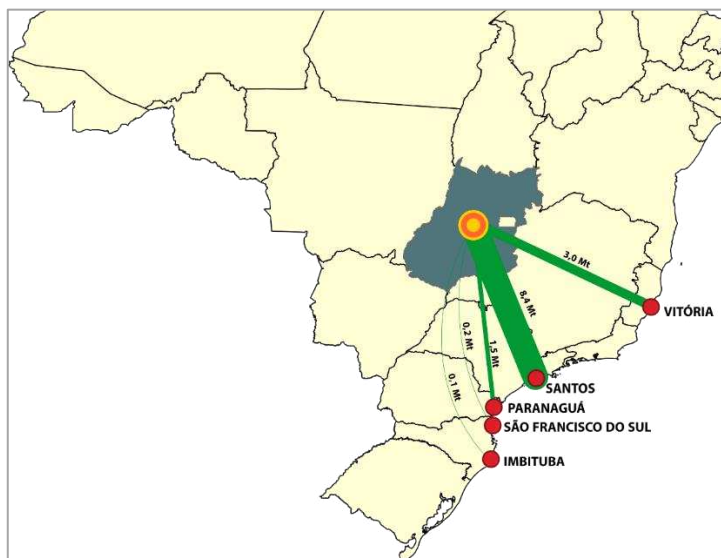 3,0 Mt
VITÓRIA
8,4 Mt
0,2 Mt
1,5 Mt
0,1 Mt
SANTOS
PARANAGUÁ
SÃO FRANCISCO DO SUL
IMBITUBA